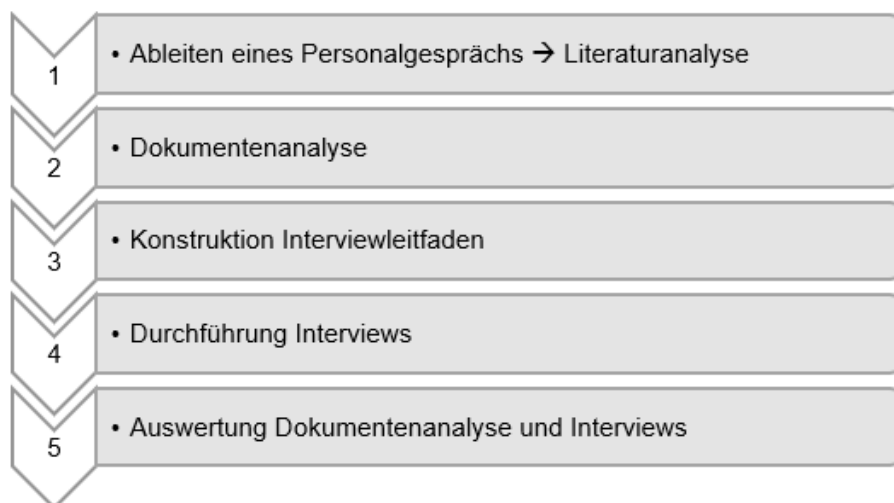 1
• Ableiten eines Personalgesprächs → Literaturanalyse
2
• Dokumentenanalyse
3
• Konstruktion Interviewleitfaden
4
• Durchführung Interviews
5
• Auswertung Dokumentenanalyse und Interviews